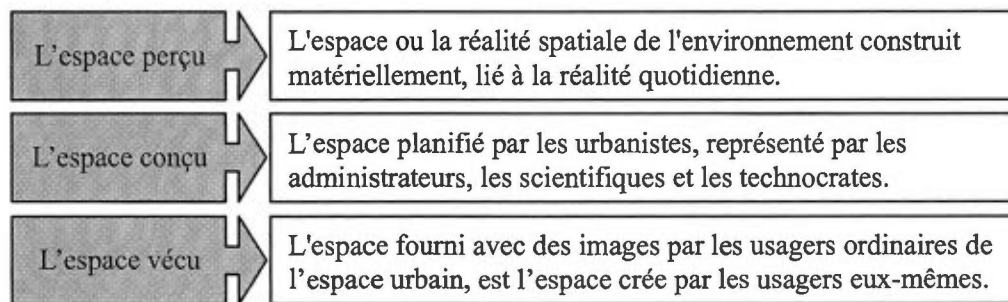 L'espace perçu
L'espace ou la réalité spatiale de l'environnement construit
matériellement, lié à la réalité quotidienne.
L'espace conçu
L'espace planifié par les urbanistes, représenté par les
administrateurs, les scientifiques et les technocrates.
L'espace vécu
L'espace fourni avec des images par les usagers ordinaires de
l'espace urbain, est l'espace crée par les usagers eux-mêmes.